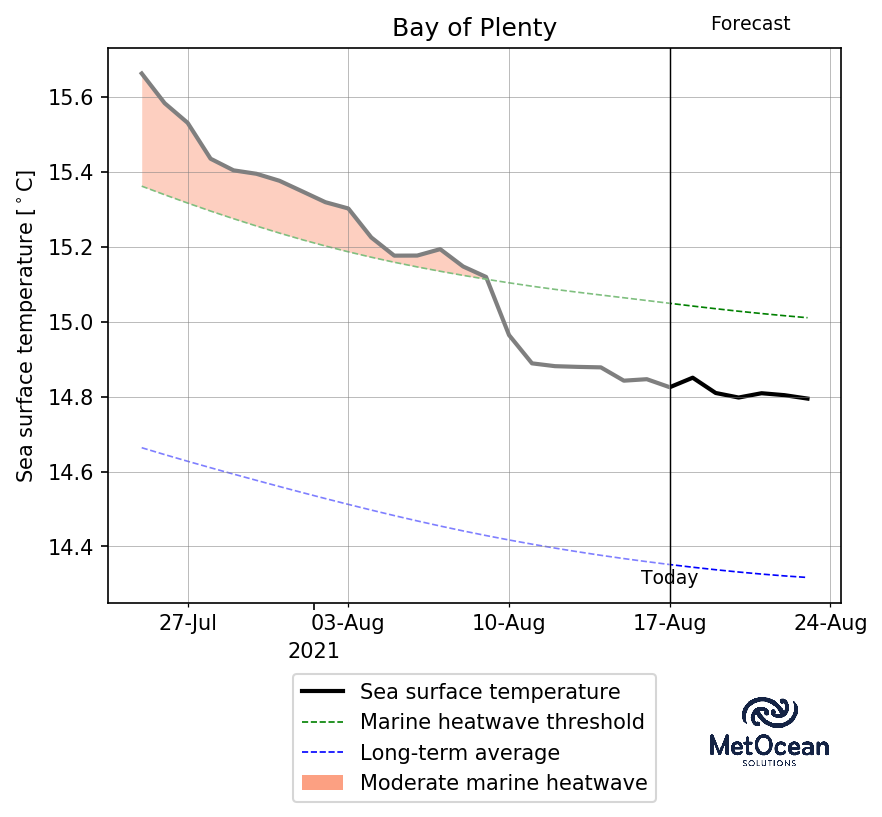 Bay of Plenty
Forecast
Sea surface temperature [°C]
15.6
15.4
15.2
15.0
14.8
14.6
14.4
Today
27-Jul 03-Aug 10-Aug 17-Aug 24-Aug
2021
Sea surface temperature
Marine heatwave threshold
Long-term average
Moderate marine heatwave
MetOcean
SOLUTIONS